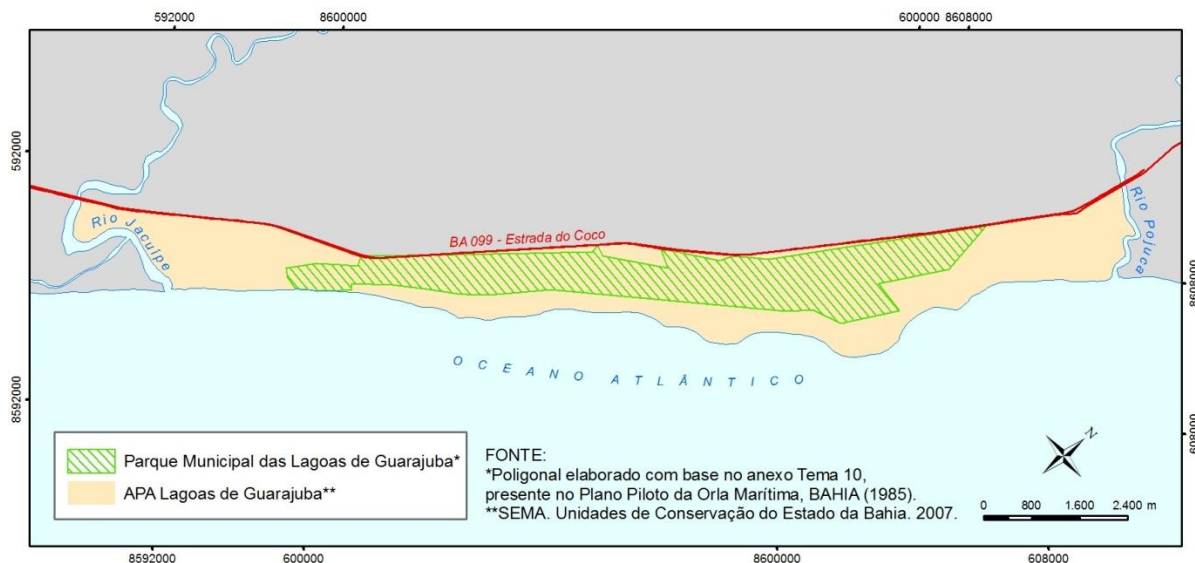 592000
8600000
600000
8608000
592000
Rio Jacuípe
BA 099 - Estrada do Coco
Rio Pojuca
8608000
OCEANO ATLÂNTICO
8592000
608000
Parque Municipal das Lagoas de Guarajuba*
APA Lagoas de Guarajuba**
FONTE:
*Poligonal elaborado com base no anexo Tema 10,
presente no Plano Piloto da Orla Marítima, BAHIA (1985).
**SEMA. Unidades de Conservação do Estado da Bahia. 2007.
N
0 800 1.600 2.400 m
8592000
600000
8600000
608000